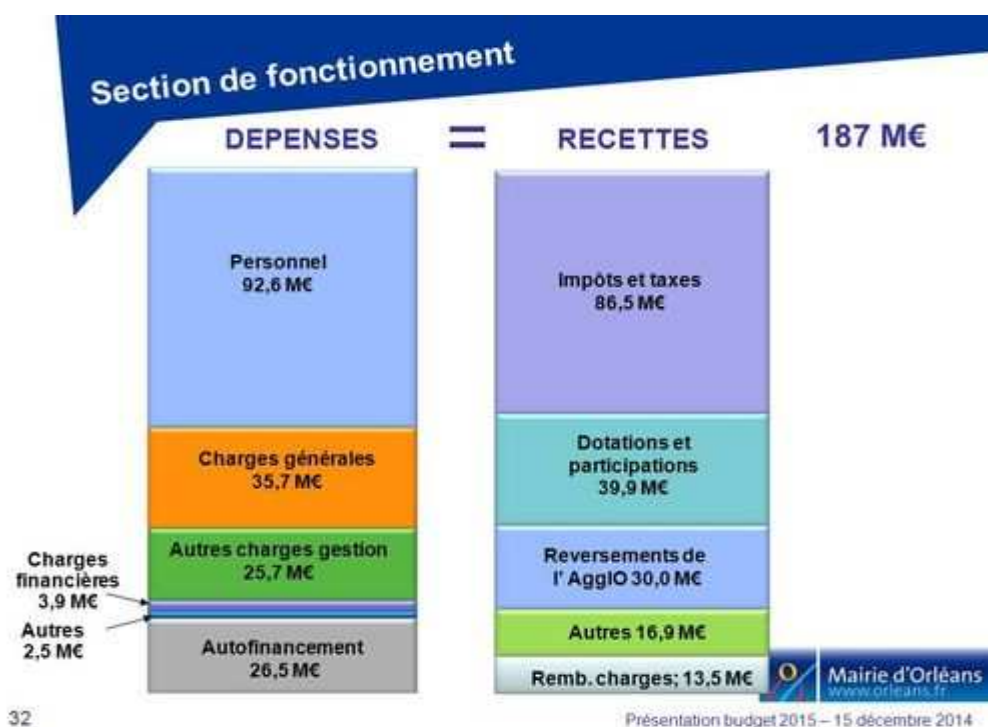 Section de fonctionnement
DEPENSES = RECETTES 187 M€
Personnel
92,6 M€
Charges générales
35,7 M€
Autres charges gestion
25,7 M€
Charges
financières
3,9 M€
Autres
2,5 M€
Autofinancement
26,5 M€
Impôts et taxes
86,5 M€
Dotations et
participations
39,9 M€
Reversements de
l' AggIO 30,0 M€
Autres 16,9 M€
Remb. charges; 13,5 M€
Mairie d'Orléans
www.orleans.fr
32
Présentation budget 2015 – 15 décembre 2014